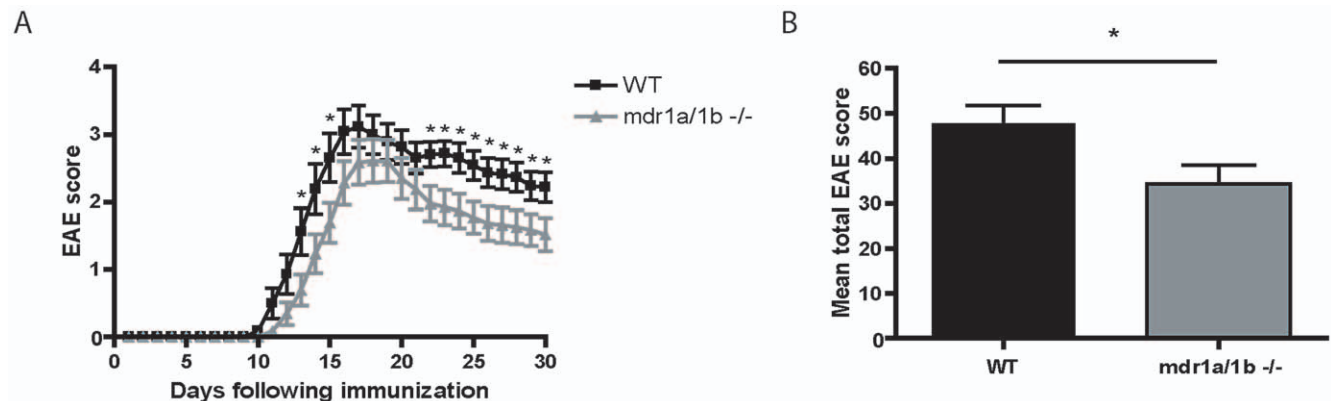 A
EAE score
4
3
2
1
0
0 5 10 15 20 25 30
Days following immunization
* * * * * * * * * * * *
WT
mdr1a/1b -/-
B
*
Mean total EAE score
60
50
40
30
20
10
0
WT mdr1a/1b -/-